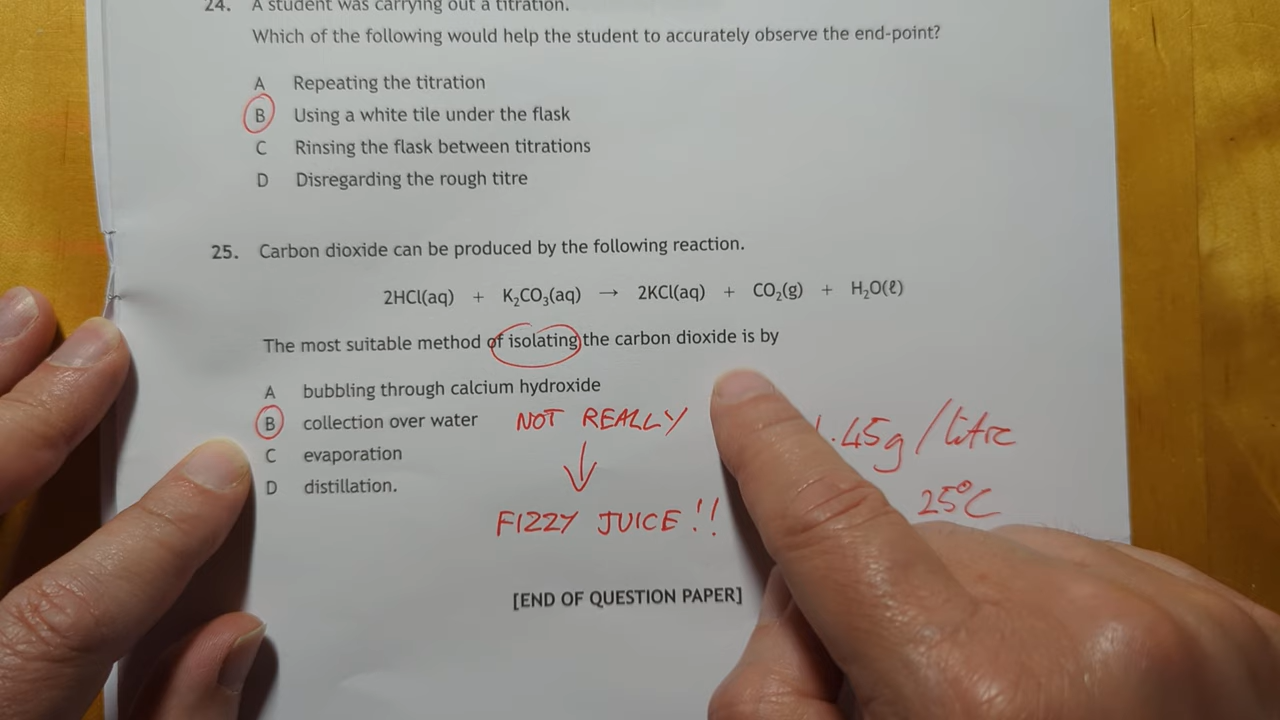 24. A student was carrying out a titration.
Which of the following would help the student to accurately observe the end-point?
A Repeating the titration
B Using a white tile under the flask
C Rinsing the flask between titrations
D Disregarding the rough titre
25. Carbon dioxide can be produced by the following reaction.
2HCl(aq) + K₂CO₃(aq) → 2KCl(aq) + CO₂(g) + H₂O(ℓ)
The most suitable method of isolating the carbon dioxide is by
A bubbling through calcium hydroxide
B collection over water NOT REALLY
.45g/litre
C evaporation
D distillation.
25°C
↓
FIZZY JUICE!!
[END OF QUESTION PAPER]